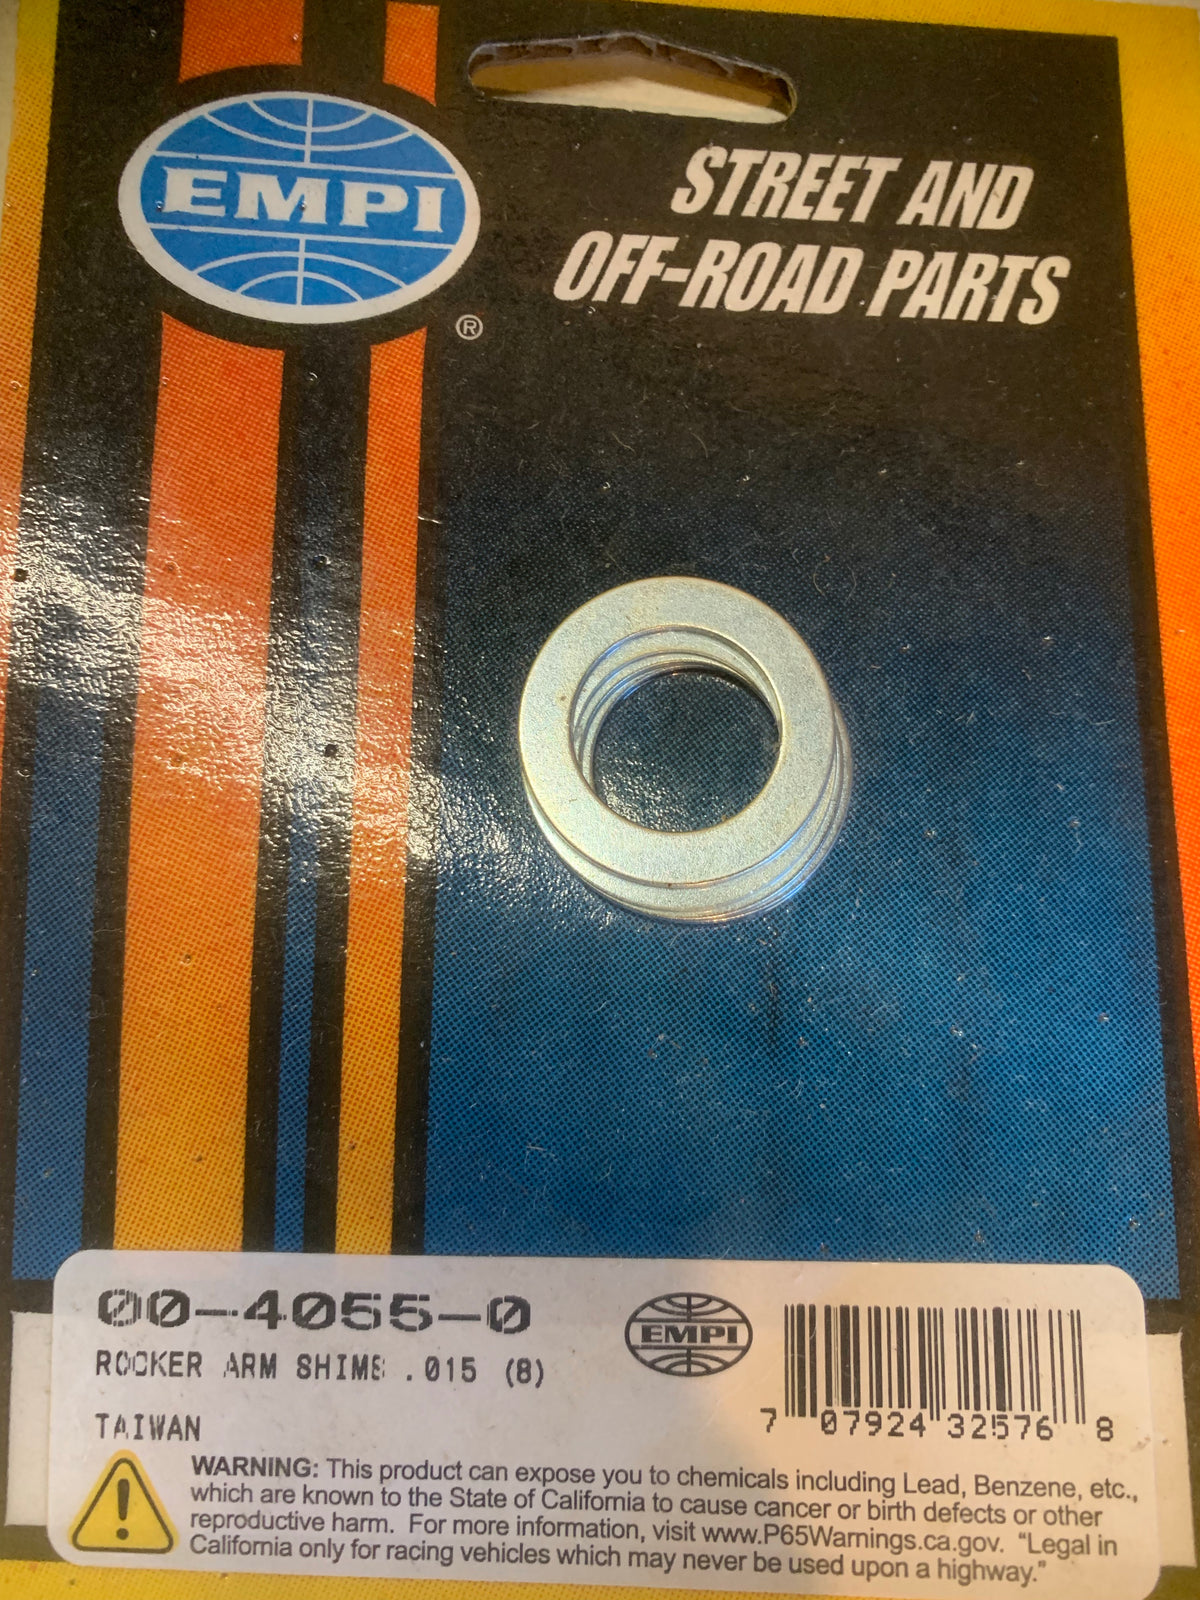 EMPI
®
STREET AND
OFF-ROAD PARTS
00-4055-0
ROCKER ARM SHIMS .015 (8)
TAIWAN
EMPI
7 07924 32576 8
WARNING: This product can expose you to chemicals including Lead, Benzene, etc.,
which are known to the State of California to cause cancer or birth defects or other
reproductive harm. For more information, visit www.P65Warnings.ca.gov. "Legal in
California only for racing vehicles which may never be used upon a highway."